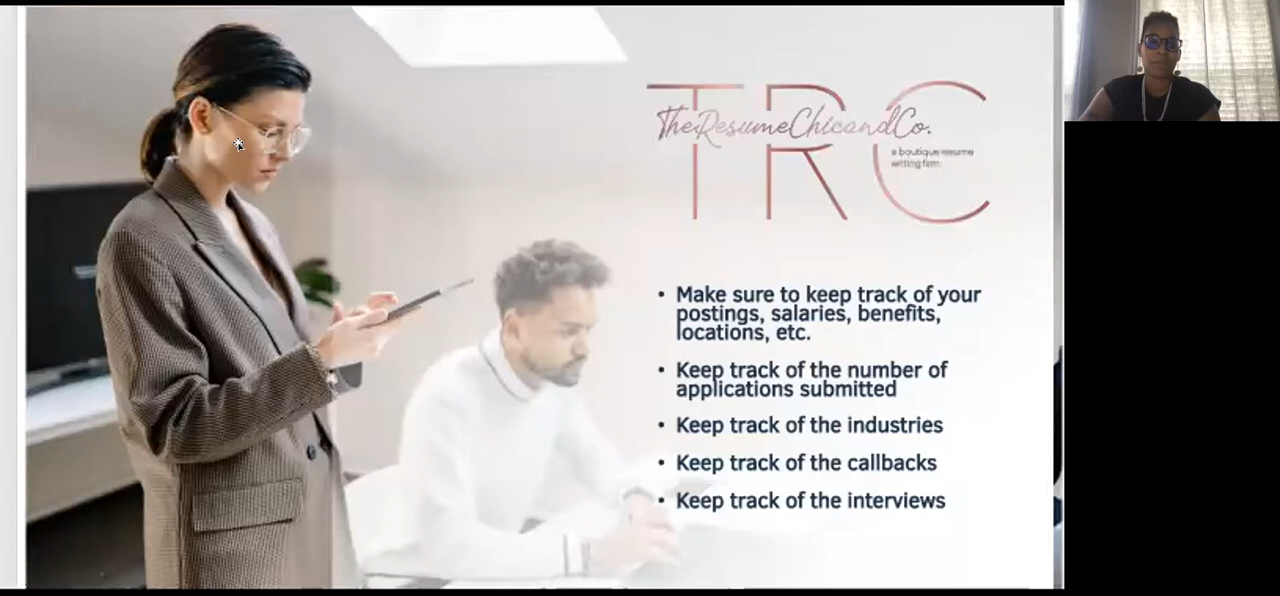 TRC
TheResumeChicandCo.
a boutique resume
writing firm.
• Make sure to keep track of your
postings, salaries, benefits,
locations, etc.
• Keep track of the number of
applications submitted
• Keep track of the industries
• Keep track of the callbacks
• Keep track of the interviews